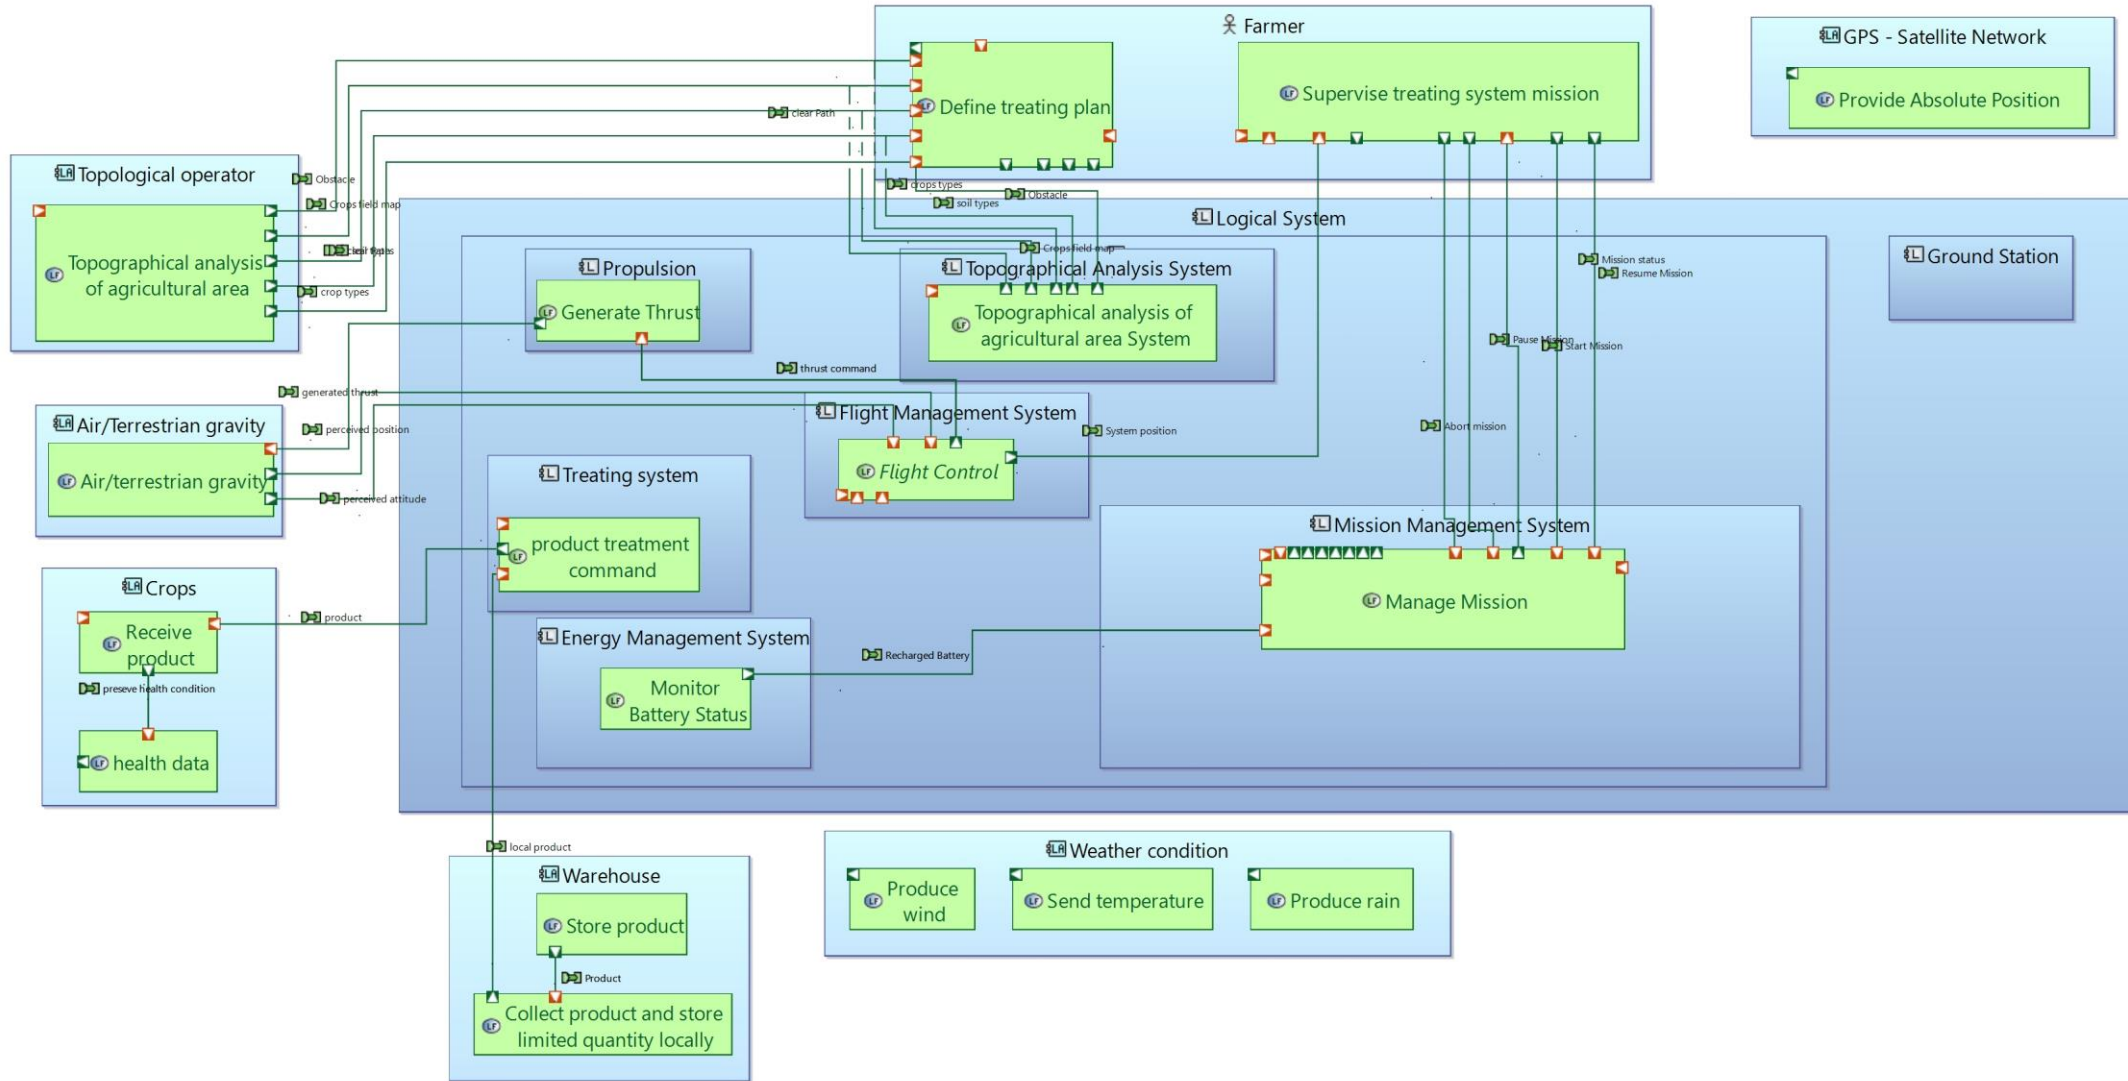 Farmer
GPS - Satellite Network
Define treating plan
Supervise treating system mission
Provide Absolute Position
clear Path
Topological operator
Obstacle
Crops field map
crops types
Obstacle
soil types
Logical System
Topographical analysis
of agricultural area
crop types
Crops field map
Propulsion
Generate Thrust
Topographical Analysis System
Topographical analysis of
agricultural area System
Mission status
Resume Mission
Ground Station
Pause Mission
Start Mission
thrust command
generated thrust
Air/Terrestrian gravity
Air/terrestrian gravity
perceived position
perceived attitude
Flight Management System
Flight Control
System position
Abort mission
Treating system
product treatment
command
Mission Management System
Manage Mission
Crops
Receive
product
product
preseve health condition
health data
Energy Management System
Monitor
Battery Status
Recharged Battery
local product
Warehouse
Store product
Product
Collect product and store
limited quantity locally
Weather condition
Produce
wind
Send temperature
Produce rain